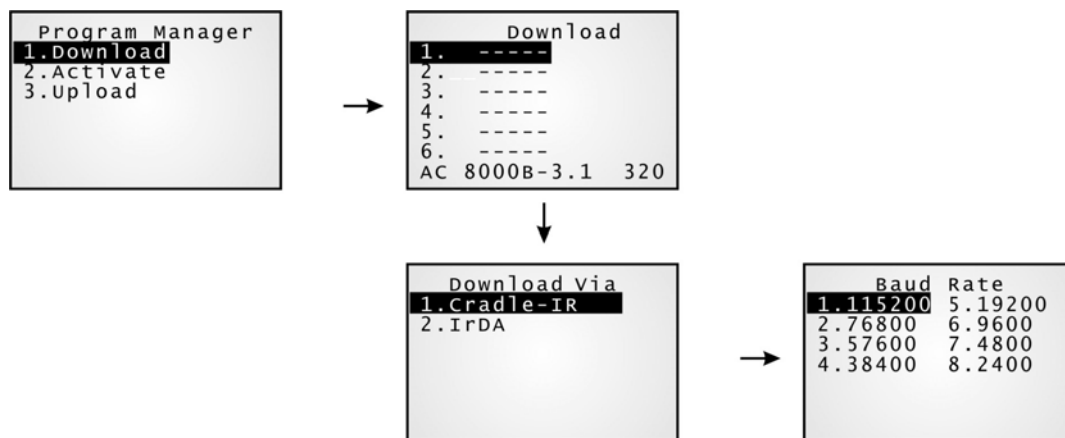 Program Manager
1.Download
2.Activate
3.Upload
Download
1. -----
2. -----
3. -----
4. -----
5. -----
6. -----
AC 8000B-3.1 320
Download Via
1.Cradle-IR
2.IrDA
Baud Rate
1.115200 5.19200
2.76800 6.9600
3.57600 7.4800
4.38400 8.2400